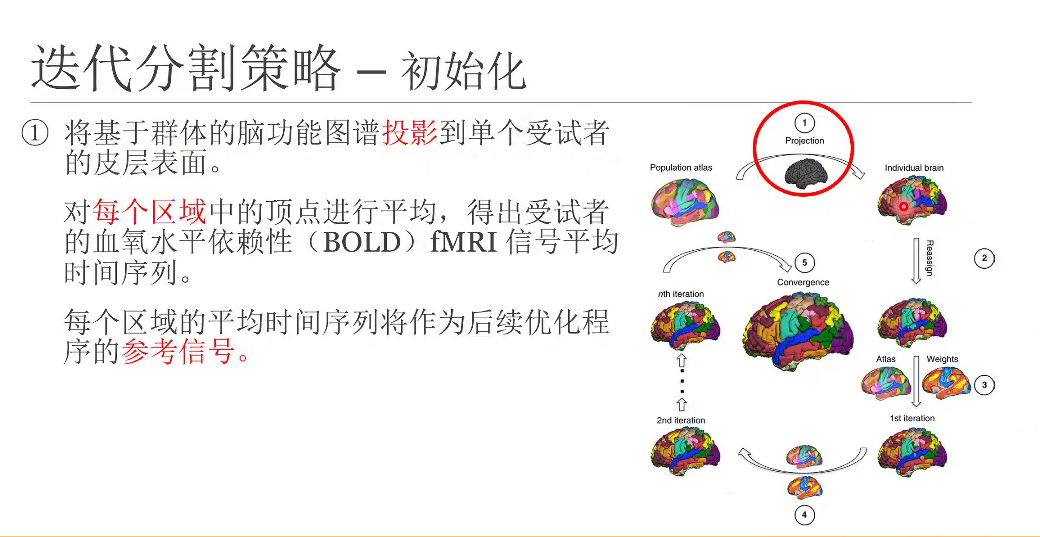 迭代分割策略 – 初始化
① 将基于群体的脑功能图谱投影到单个受试者
的皮层表面。
对每个区域中的顶点进行平均，得出受试者
的血氧水平依赖性（BOLD）fMRI 信号平均
时间序列。
每个区域的平均时间序列将作为后续优化程
序的参考信号。
1
Projection
Population atlas
Individual brain
Reassign
2
5
Convergence
nth iteration
Atlas
Weights
3
1st iteration
2nd iteration
4